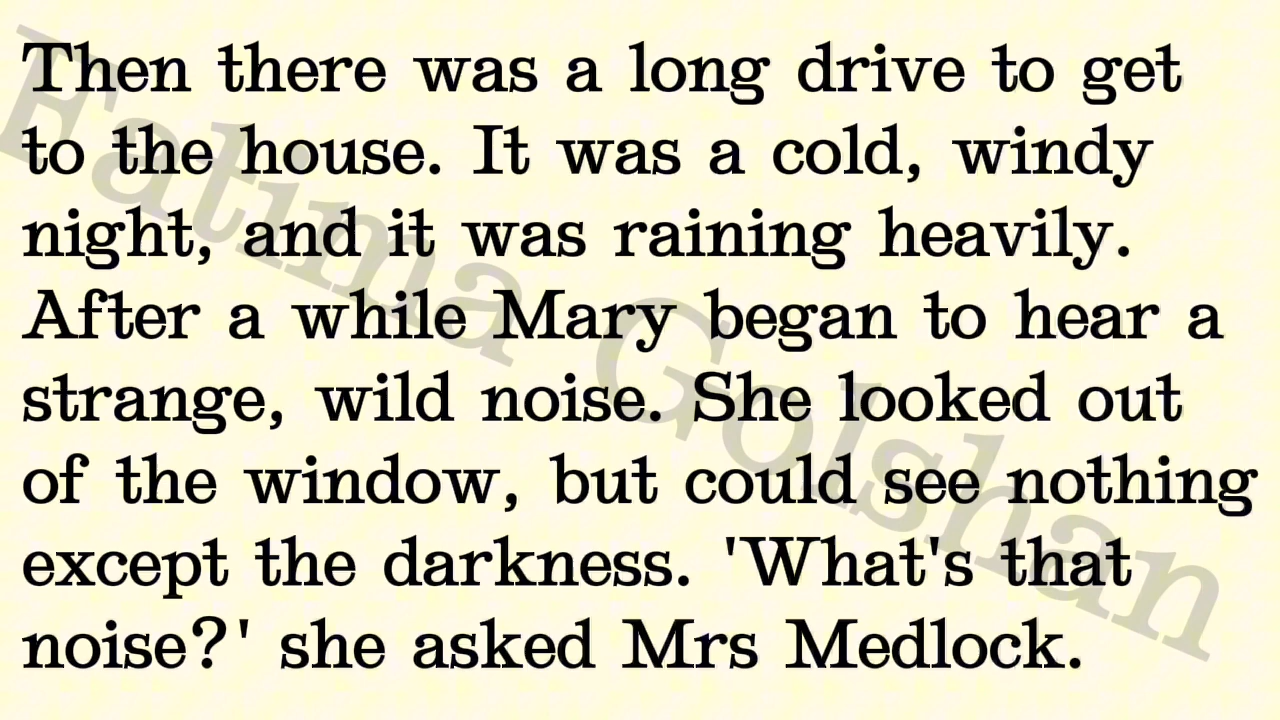 Then there was a long drive to get
to the house. It was a cold, windy
night, and it was raining heavily.
After a while Mary began to hear a
strange, wild noise. She looked out
of the window, but could see nothing
except the darkness. 'What's that
noise?' she asked Mrs Medlock.
Fatima Golshan